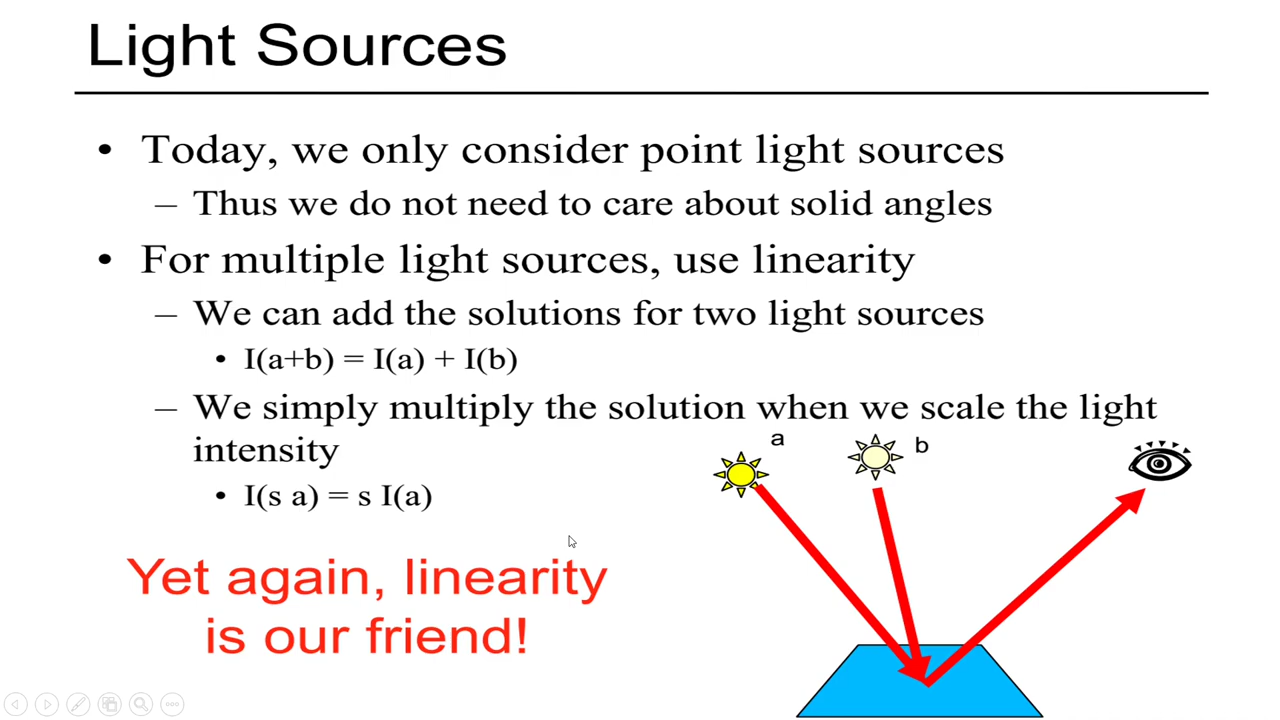 Light Sources
• Today, we only consider point light sources
– Thus we do not need to care about solid angles
• For multiple light sources, use linearity
– We can add the solutions for two light sources
• I(a+b) = I(a) + I(b)
– We simply multiply the solution when we scale the light
intensity
• I(s a) = s I(a)
a
b
Yet again, linearity
is our friend!